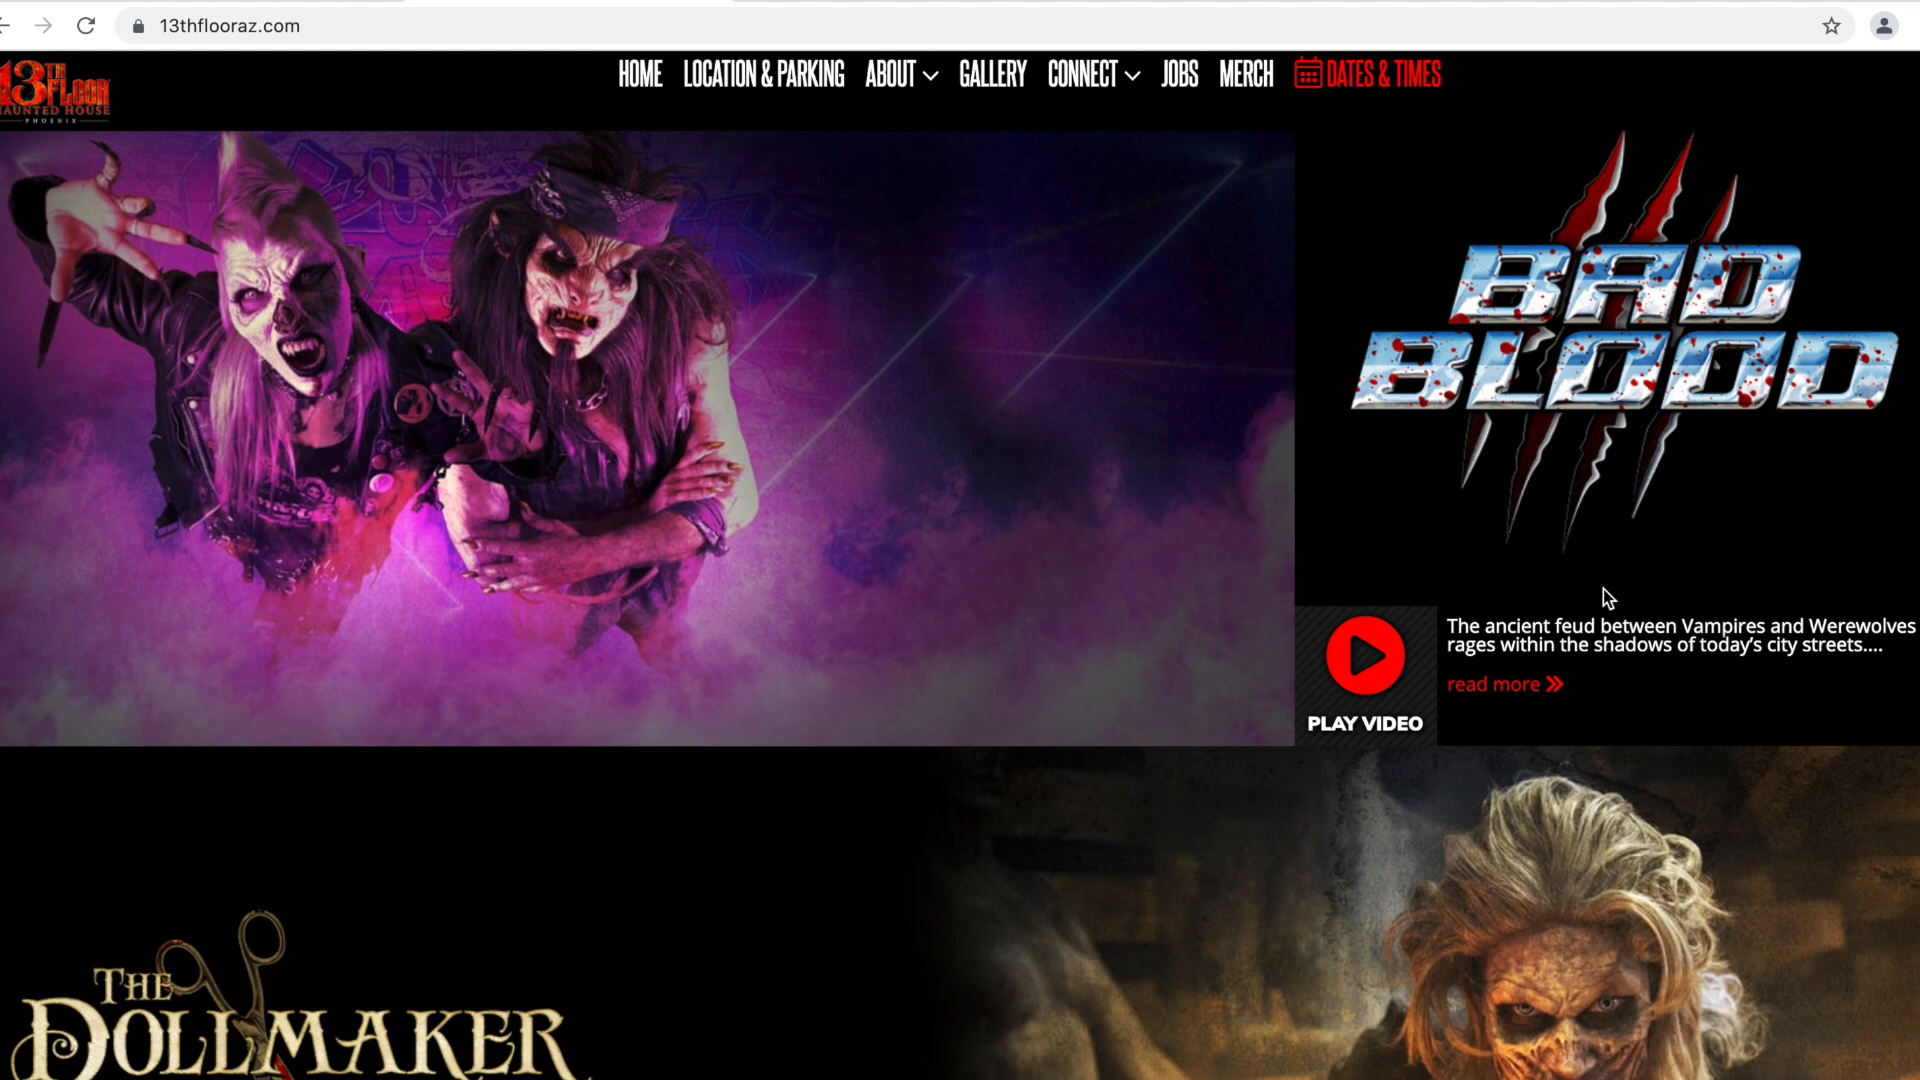 13thflooraz.com
13TH
FLOOR
HAUNTED HOUSE
PHOENIX
HOME LOCATION & PARKING ABOUT GALLERY CONNECT JOBS MERCH DATES & TIMES
BAD
BLOOD
The ancient feud between Vampires and Werewolves
rages within the shadows of today's city streets....
read more
PLAY VIDEO
THE
DOLLMAKER